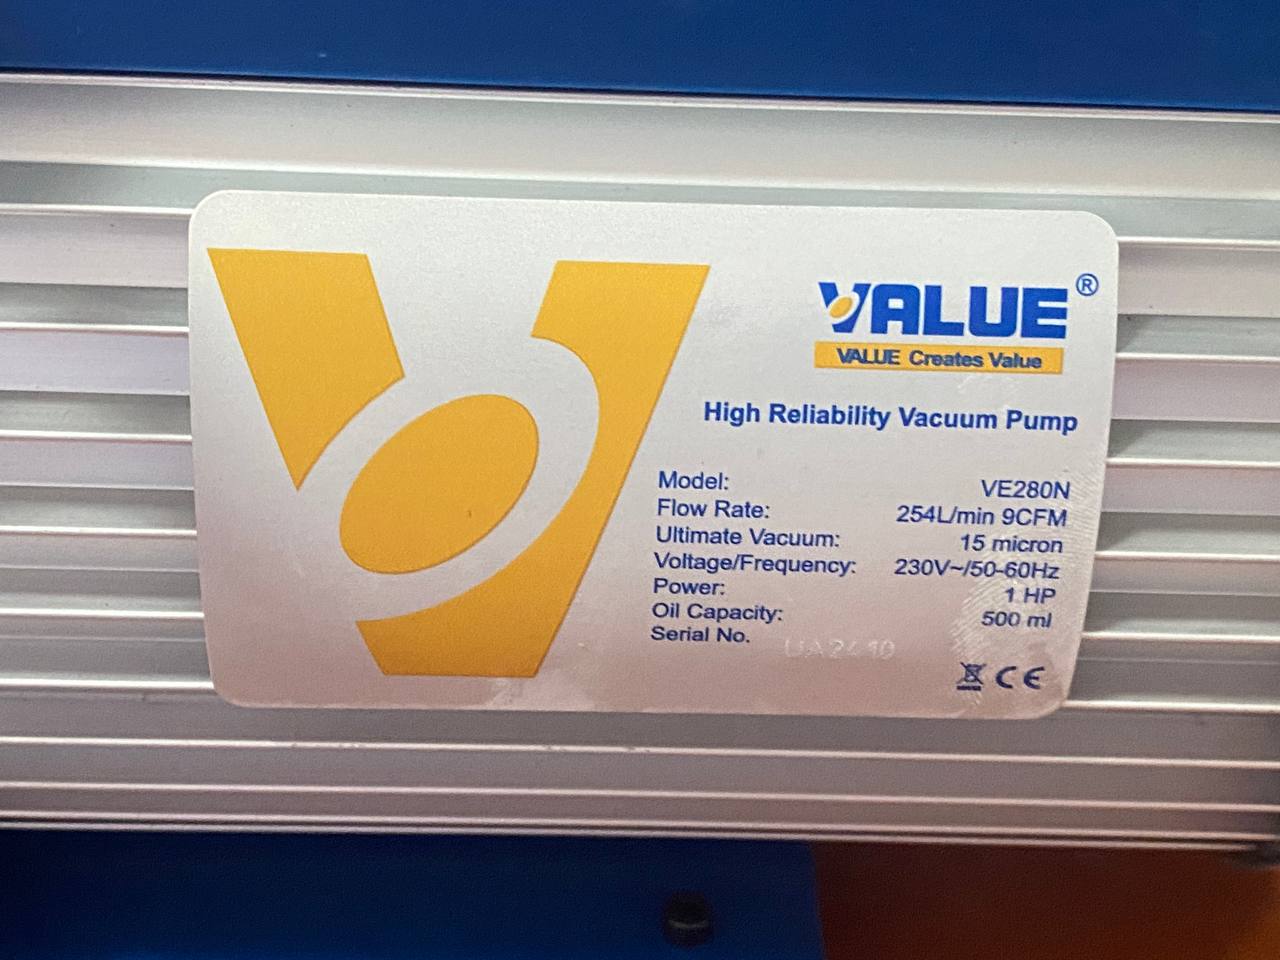 VALUE®
VALUE Creates Value
High Reliability Vacuum Pump
Model: VE280N
Flow Rate: 254L/min 9CFM
Ultimate Vacuum: 15 micron
Voltage/Frequency: 230V~/50-60Hz
Power: 1 HP
Oil Capacity: 500 ml
Serial No.
CE